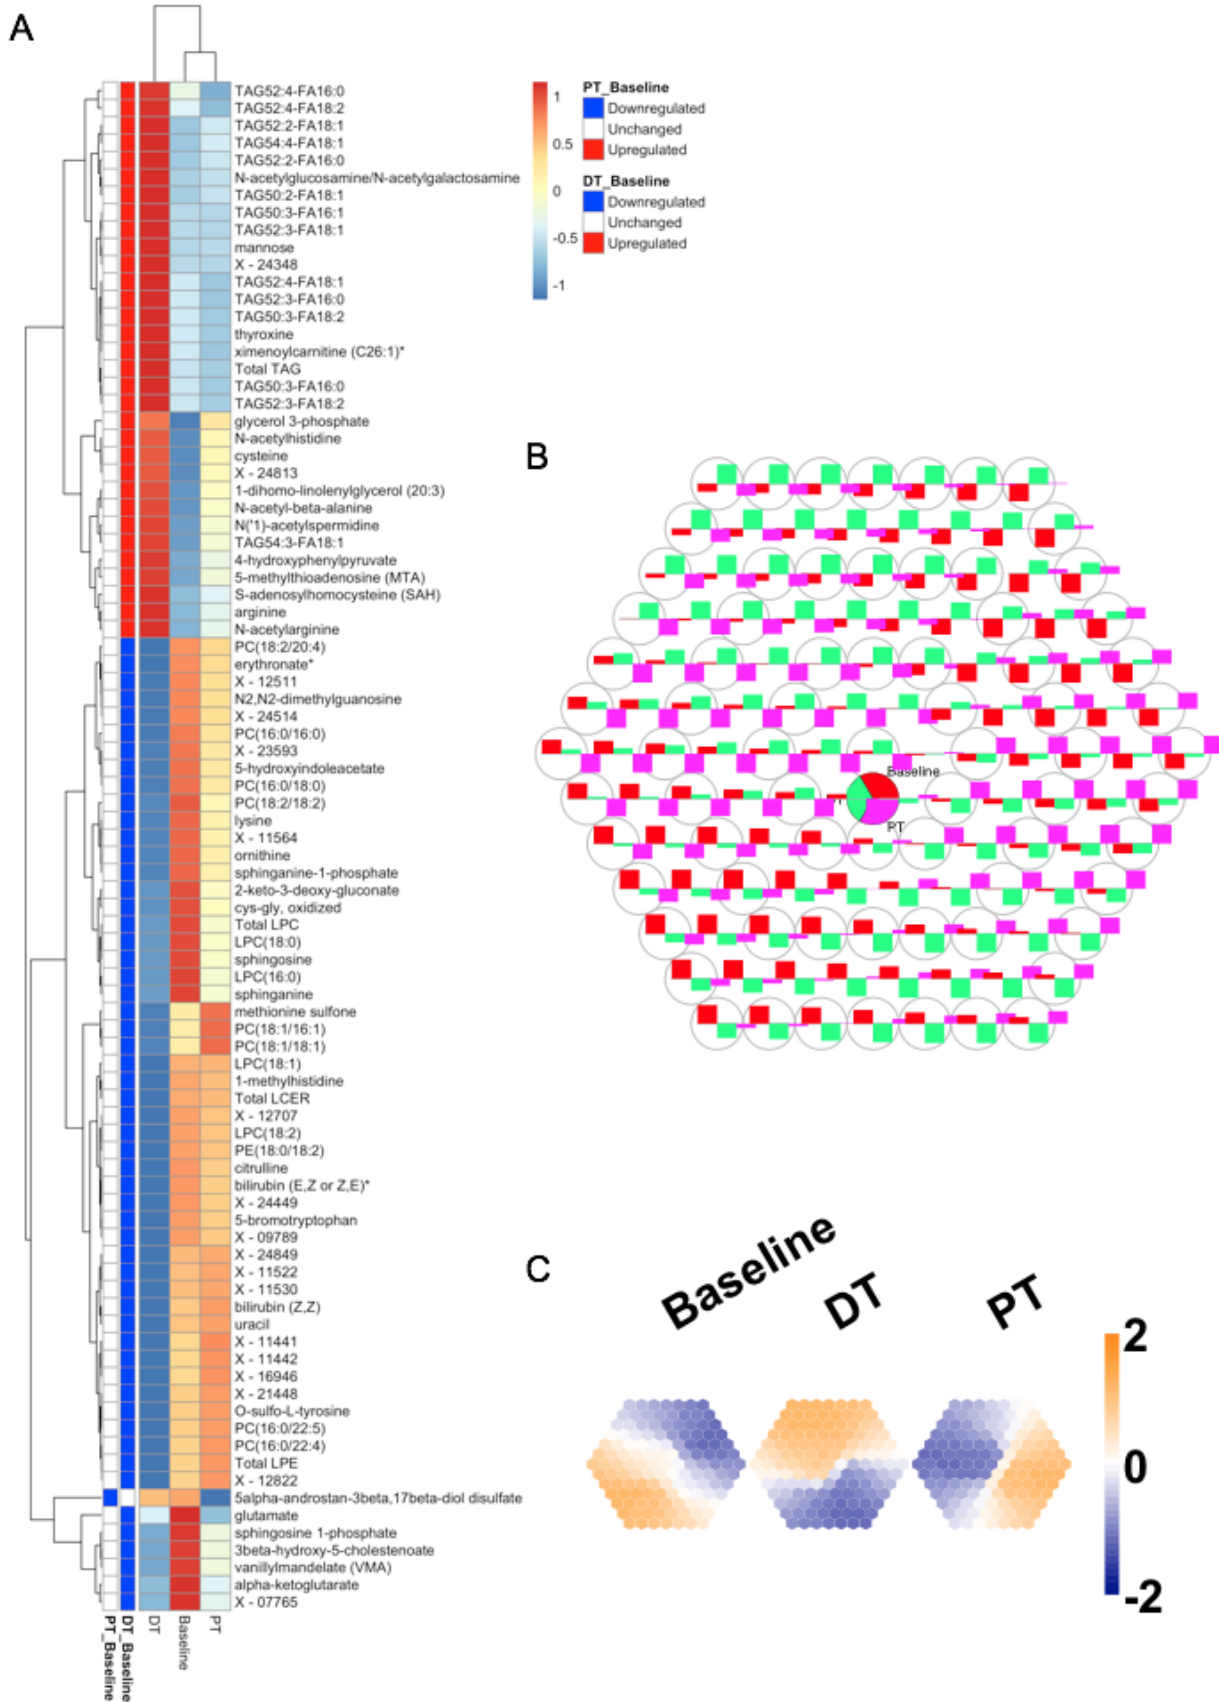 A
TAG52:4-FA16:0
TAG52:4-FA18:2
TAG52:2-FA18:1
TAG54:4-FA18:1
TAG52:2-FA16:0
N-acetylglucosamine/N-acetylgalactosamine
TAG50:2-FA18:1
TAG50:3-FA16:1
TAG52:3-FA18:1
mannose
X - 24348
TAG52:4-FA18:1
TAG52:3-FA16:0
TAG50:3-FA18:2
thyroxine
ximenoylcarnitine (C26:1)*
Total TAG
TAG50:3-FA16:0
TAG52:3-FA18:2
glycerol 3-phosphate
N-acetylhistidine
cysteine
X - 24813
1-dihomo-linolenylglycerol (20:3)
N-acetyl-beta-alanine
N('1)-acetylspermidine
TAG54:3-FA18:1
4-hydroxyphenylpyruvate
5-methylthioadenosine (MTA)
S-adenosylhomocysteine (SAH)
arginine
N-acetylarginine
PC(18:2/20:4)
erythronate*
X - 12511
N2,N2-dimethylguanosine
X - 24514
PC(16:0/16:0)
X - 23593
5-hydroxyindoleacetate
PC(16:0/18:0)
PC(18:2/18:2)
lysine
X - 11564
ornithine
sphinganine-1-phosphate
2-keto-3-deoxy-gluconate
cys-gly, oxidized
Total LPC
LPC(18:0)
sphingosine
LPC(16:0)
sphinganine
methionine sulfone
PC(18:1/16:1)
PC(18:1/18:1)
LPC(18:1)
1-methylhistidine
Total LCER
X - 12707
LPC(18:2)
PE(18:0/18:2)
citrulline
bilirubin (E,Z or Z,E)*
X - 24449
5-bromotryptophan
X - 09789
X - 24849
X - 11522
X - 11530
bilirubin (Z,Z)
uracil
X - 11441
X - 11442
X - 16946
X - 21448
O-sulfo-L-tyrosine
PC(16:0/22:5)
PC(16:0/22:4)
Total LPE
X - 12822
5alpha-androstan-3beta,17beta-diol disulfate
glutamate
sphingosine 1-phosphate
3beta-hydroxy-5-cholestenoate
vanillylmandelate (VMA)
alpha-ketoglutarate
X - 07765
PT_Baseline
DT_Baseline
DT
Baseline
PT
1
0.5
0
-0.5
-1
PT_Baseline
Downregulated
Unchanged
Upregulated
DT_Baseline
Downregulated
Unchanged
Upregulated
B
Baseline
PT
C
Baseline
DT
PT
2
0
-2